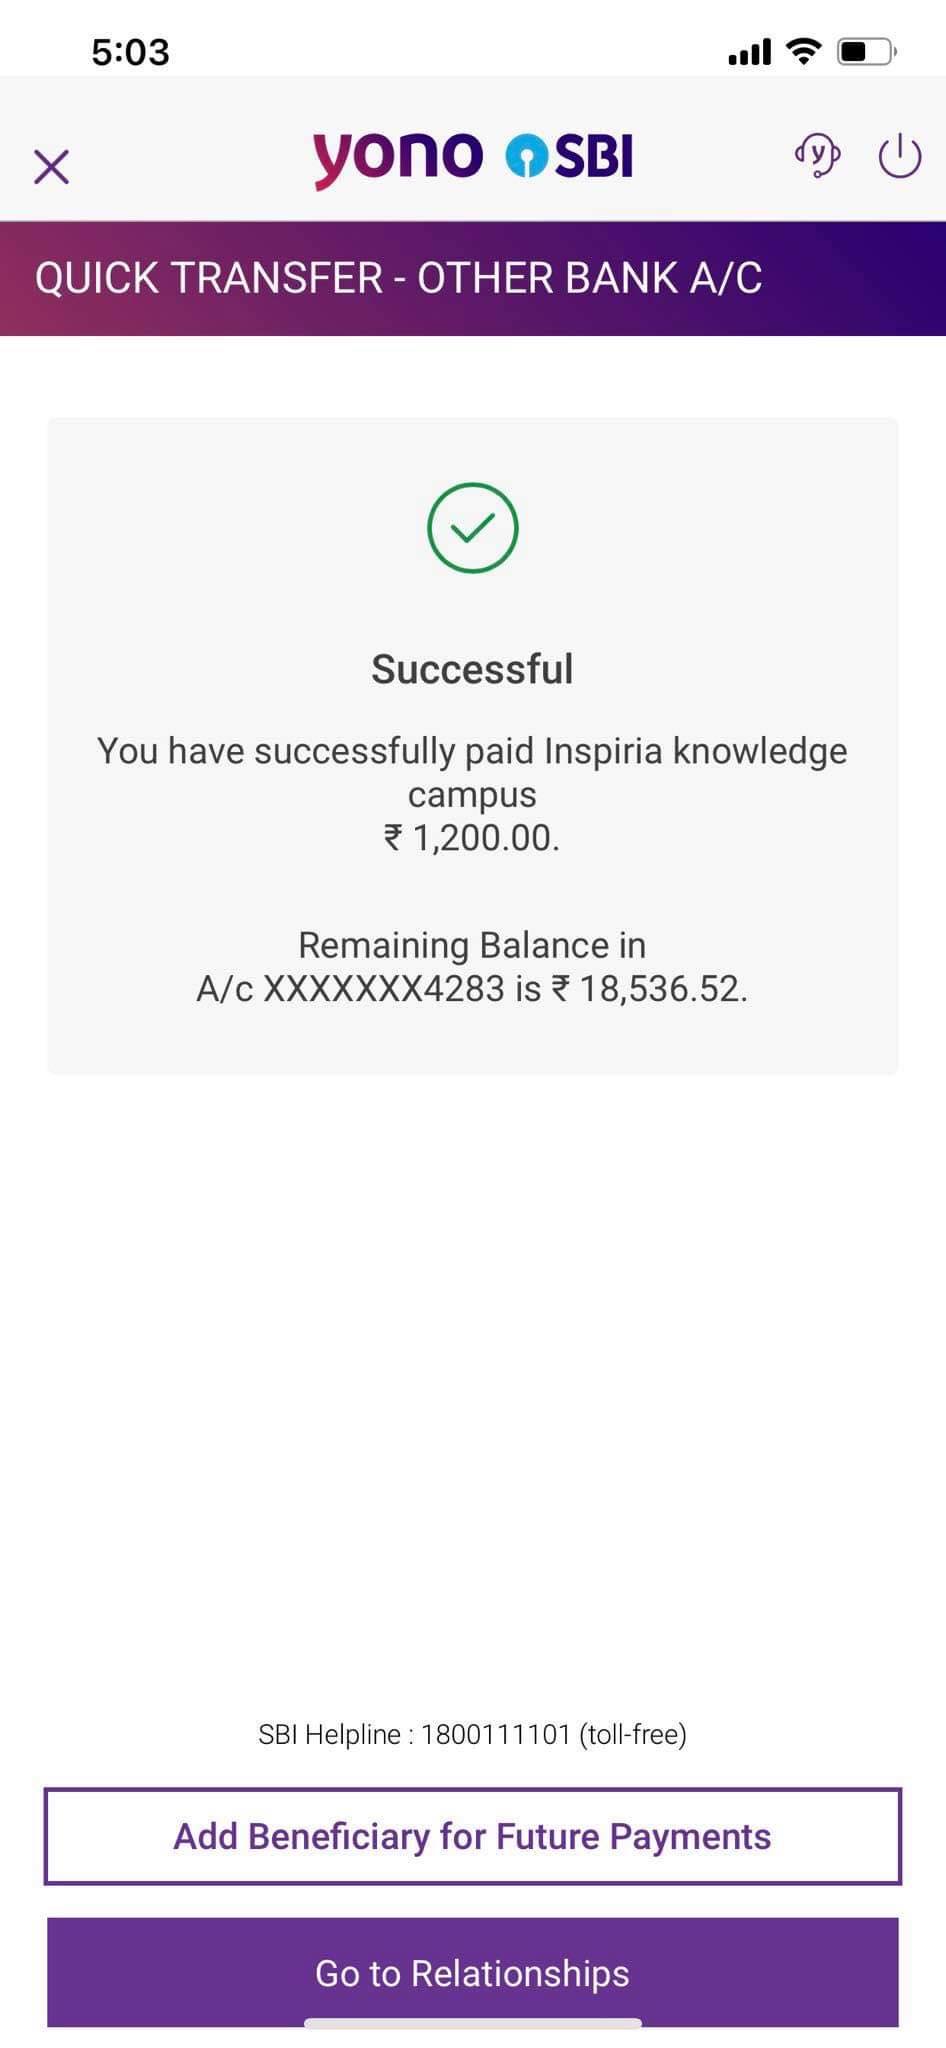 5:03
yono SBI
QUICK TRANSFER - OTHER BANK A/C
Successful
You have successfully paid Inspiria knowledge
campus
₹ 1,200.00.
Remaining Balance in
A/c XXXXXXX4283 is ₹ 18,536.52.
SBI Helpline : 1800111101 (toll-free)
Add Beneficiary for Future Payments
Go to Relationships